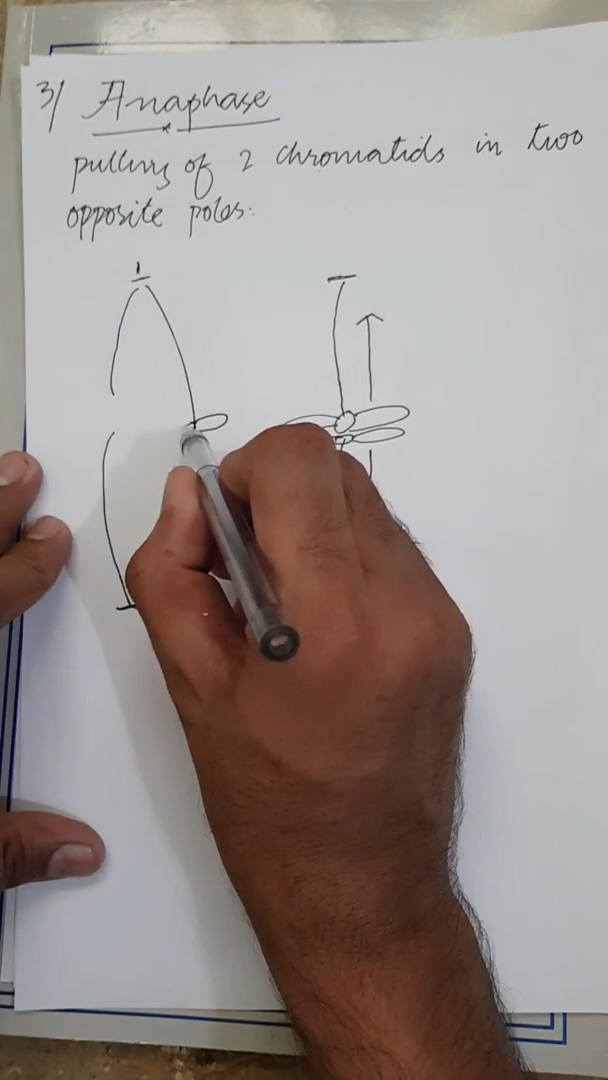 3/ Anaphase
pulling of 2 chromatids in two
opposite poles.